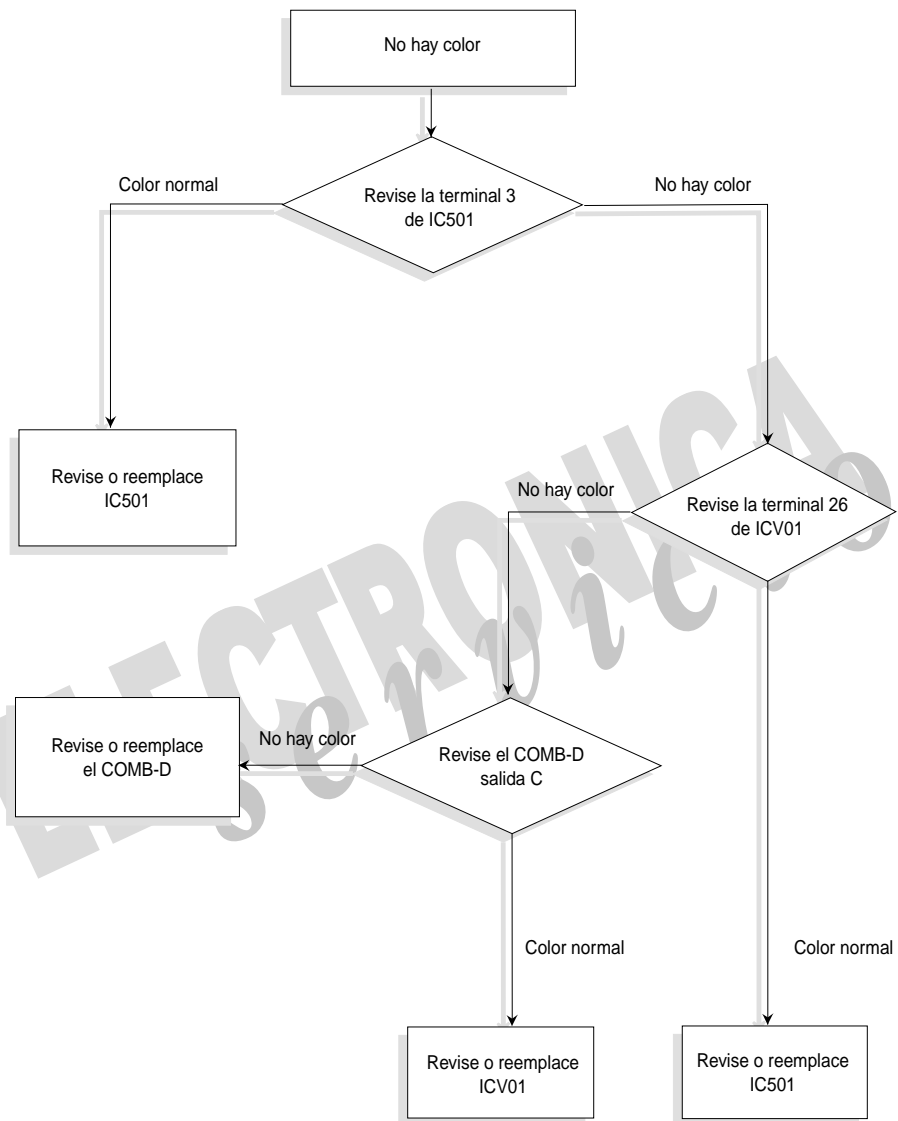 No hay color
Revise la terminal 3
de IC501
Color normal
No hay color
Revise o reemplace
IC501
Revise la terminal 26
de ICV01
No hay color
Revise el COMB-D
salida C
No hay color
Revise o reemplace
el COMB-D
Color normal
Color normal
Revise o reemplace
ICV01
Revise o reemplace
IC501
ELECTRONICA
servicio